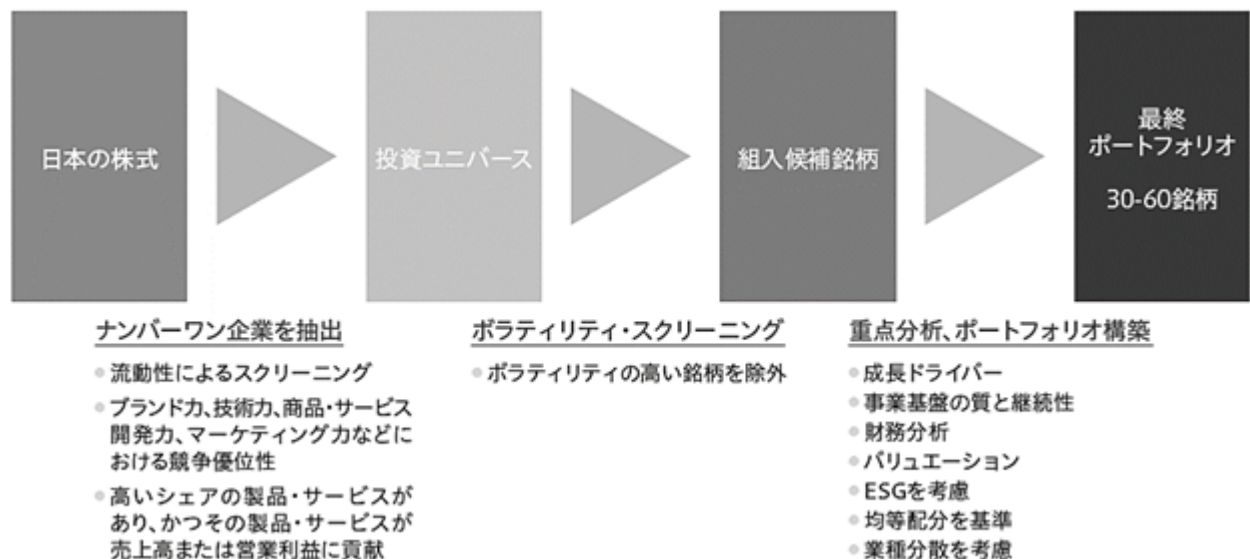 日本の株式
投資ユニバース
組入候補銘柄
最終
ポートフォリオ
30-60銘柄
ナンバーワン企業を抽出
流動性によるスクリーニング
ブランド力、技術力、商品・サービス
開発力、マーケティング力などに
おける競争優位性
高いシェアの製品・サービスが
あり、かつその製品・サービスが
売上高または営業利益に貢献
ボラティリティ・スクリーニング
ボラティリティの高い銘柄を除外
重点分析、ポートフォリオ構築
成長ドライバー
事業基盤の質と継続性
財務分析
バリュエーション
ESGを考慮
均等配分を基準
業種分散を考慮